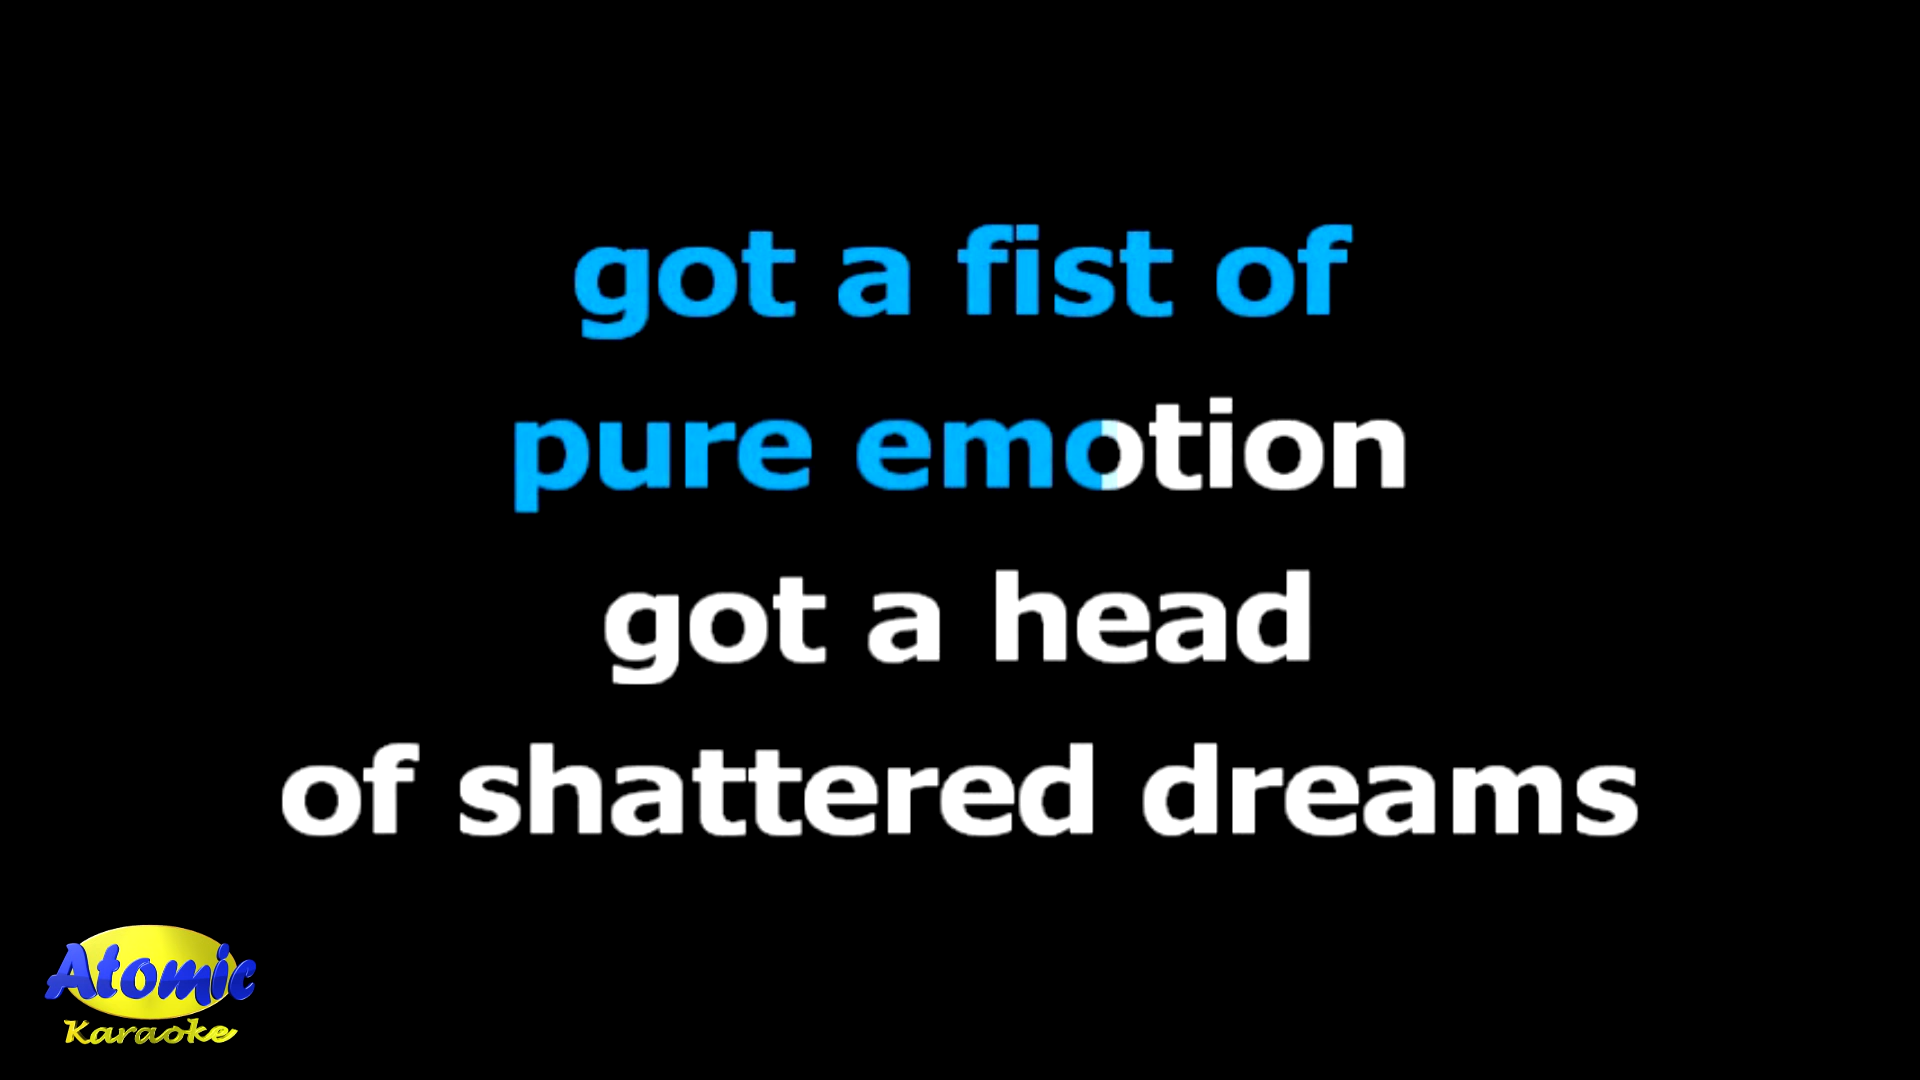 got a fist of
pure emotion
got a head
of shattered dreams
Atomic
Karaoke